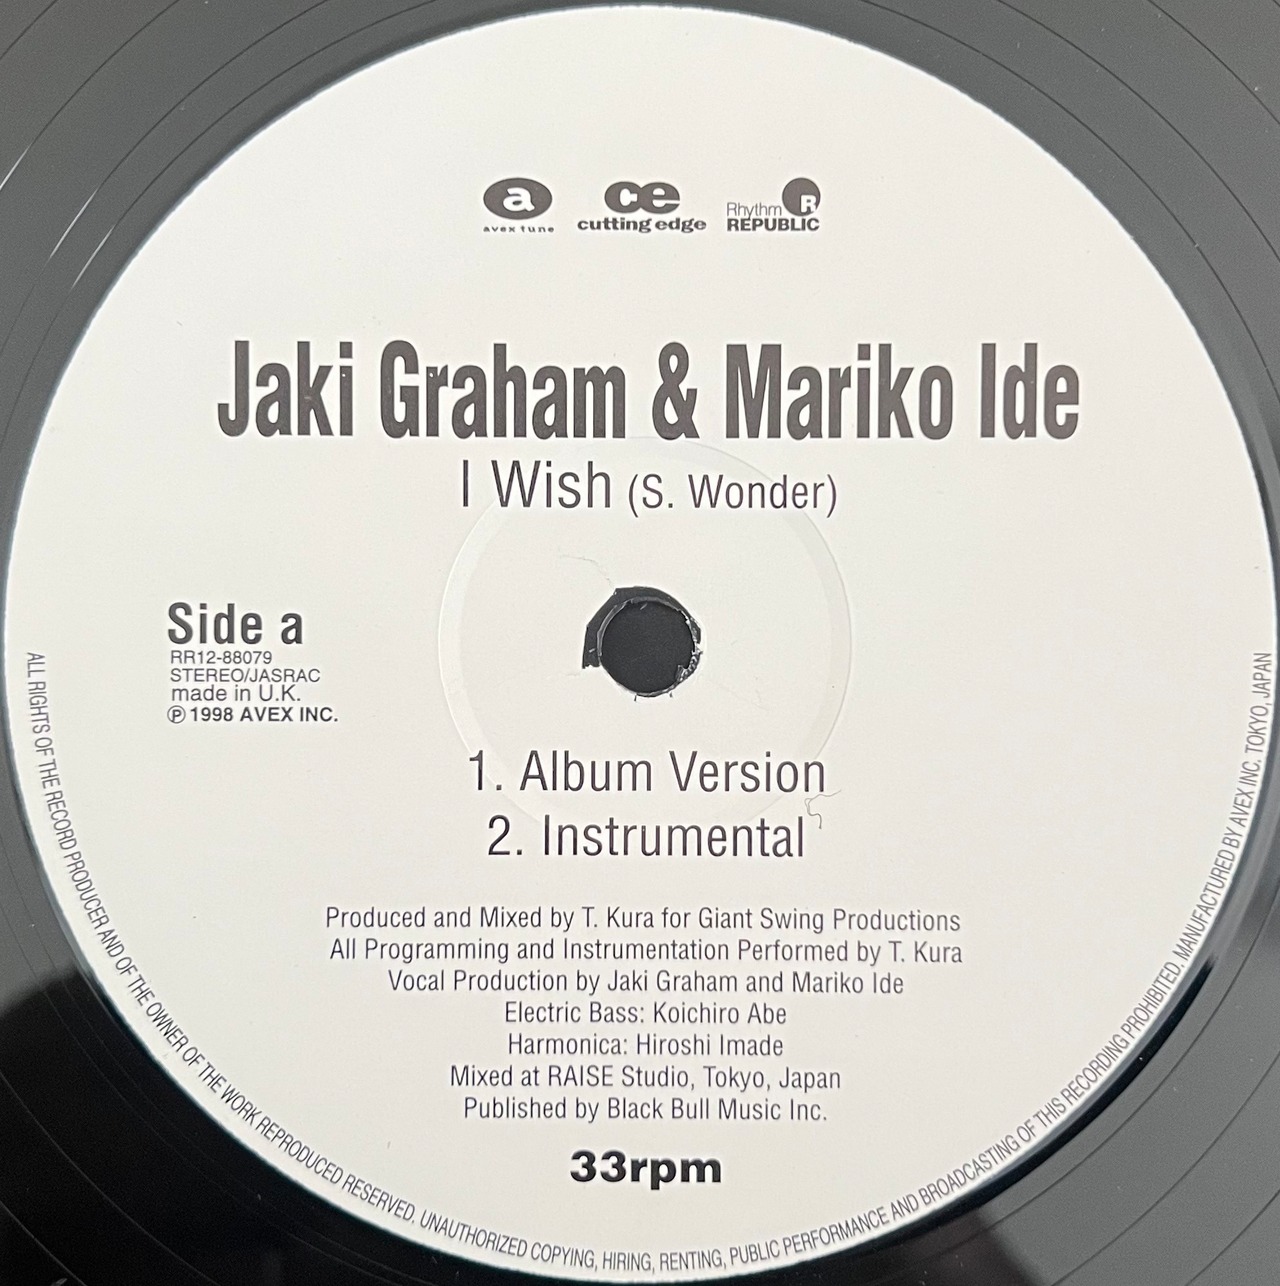 a ce Rhythm R
avex tune cutting edge REPUBLIC
Jaki Graham & Mariko Ide
I Wish (S. Wonder)
Side a
RR12-88079
STEREO/JASRAC
made in U.K.
℗ 1998 AVEX INC.
1. Album Version
2. Instrumental
Produced and Mixed by T. Kura for Giant Swing Productions
All Programming and Instrumentation Performed by T. Kura
Vocal Production by Jaki Graham and Mariko Ide
Electric Bass: Koichiro Abe
Harmonica: Hiroshi Imade
Mixed at RAISE Studio, Tokyo, Japan
Published by Black Bull Music Inc.
33rpm
ALL RIGHTS OF THE RECORD PRODUCER AND OF THE OWNER OF THE WORK REPRODUCED RESERVED. UNAUTHORIZED COPYING, HIRING, RENTING, PUBLIC PERFORMANCE AND BROADCASTING OF THIS RECORDING PROHIBITED. MANUFACTURED BY AVEX INC. TOKYO, JAPAN